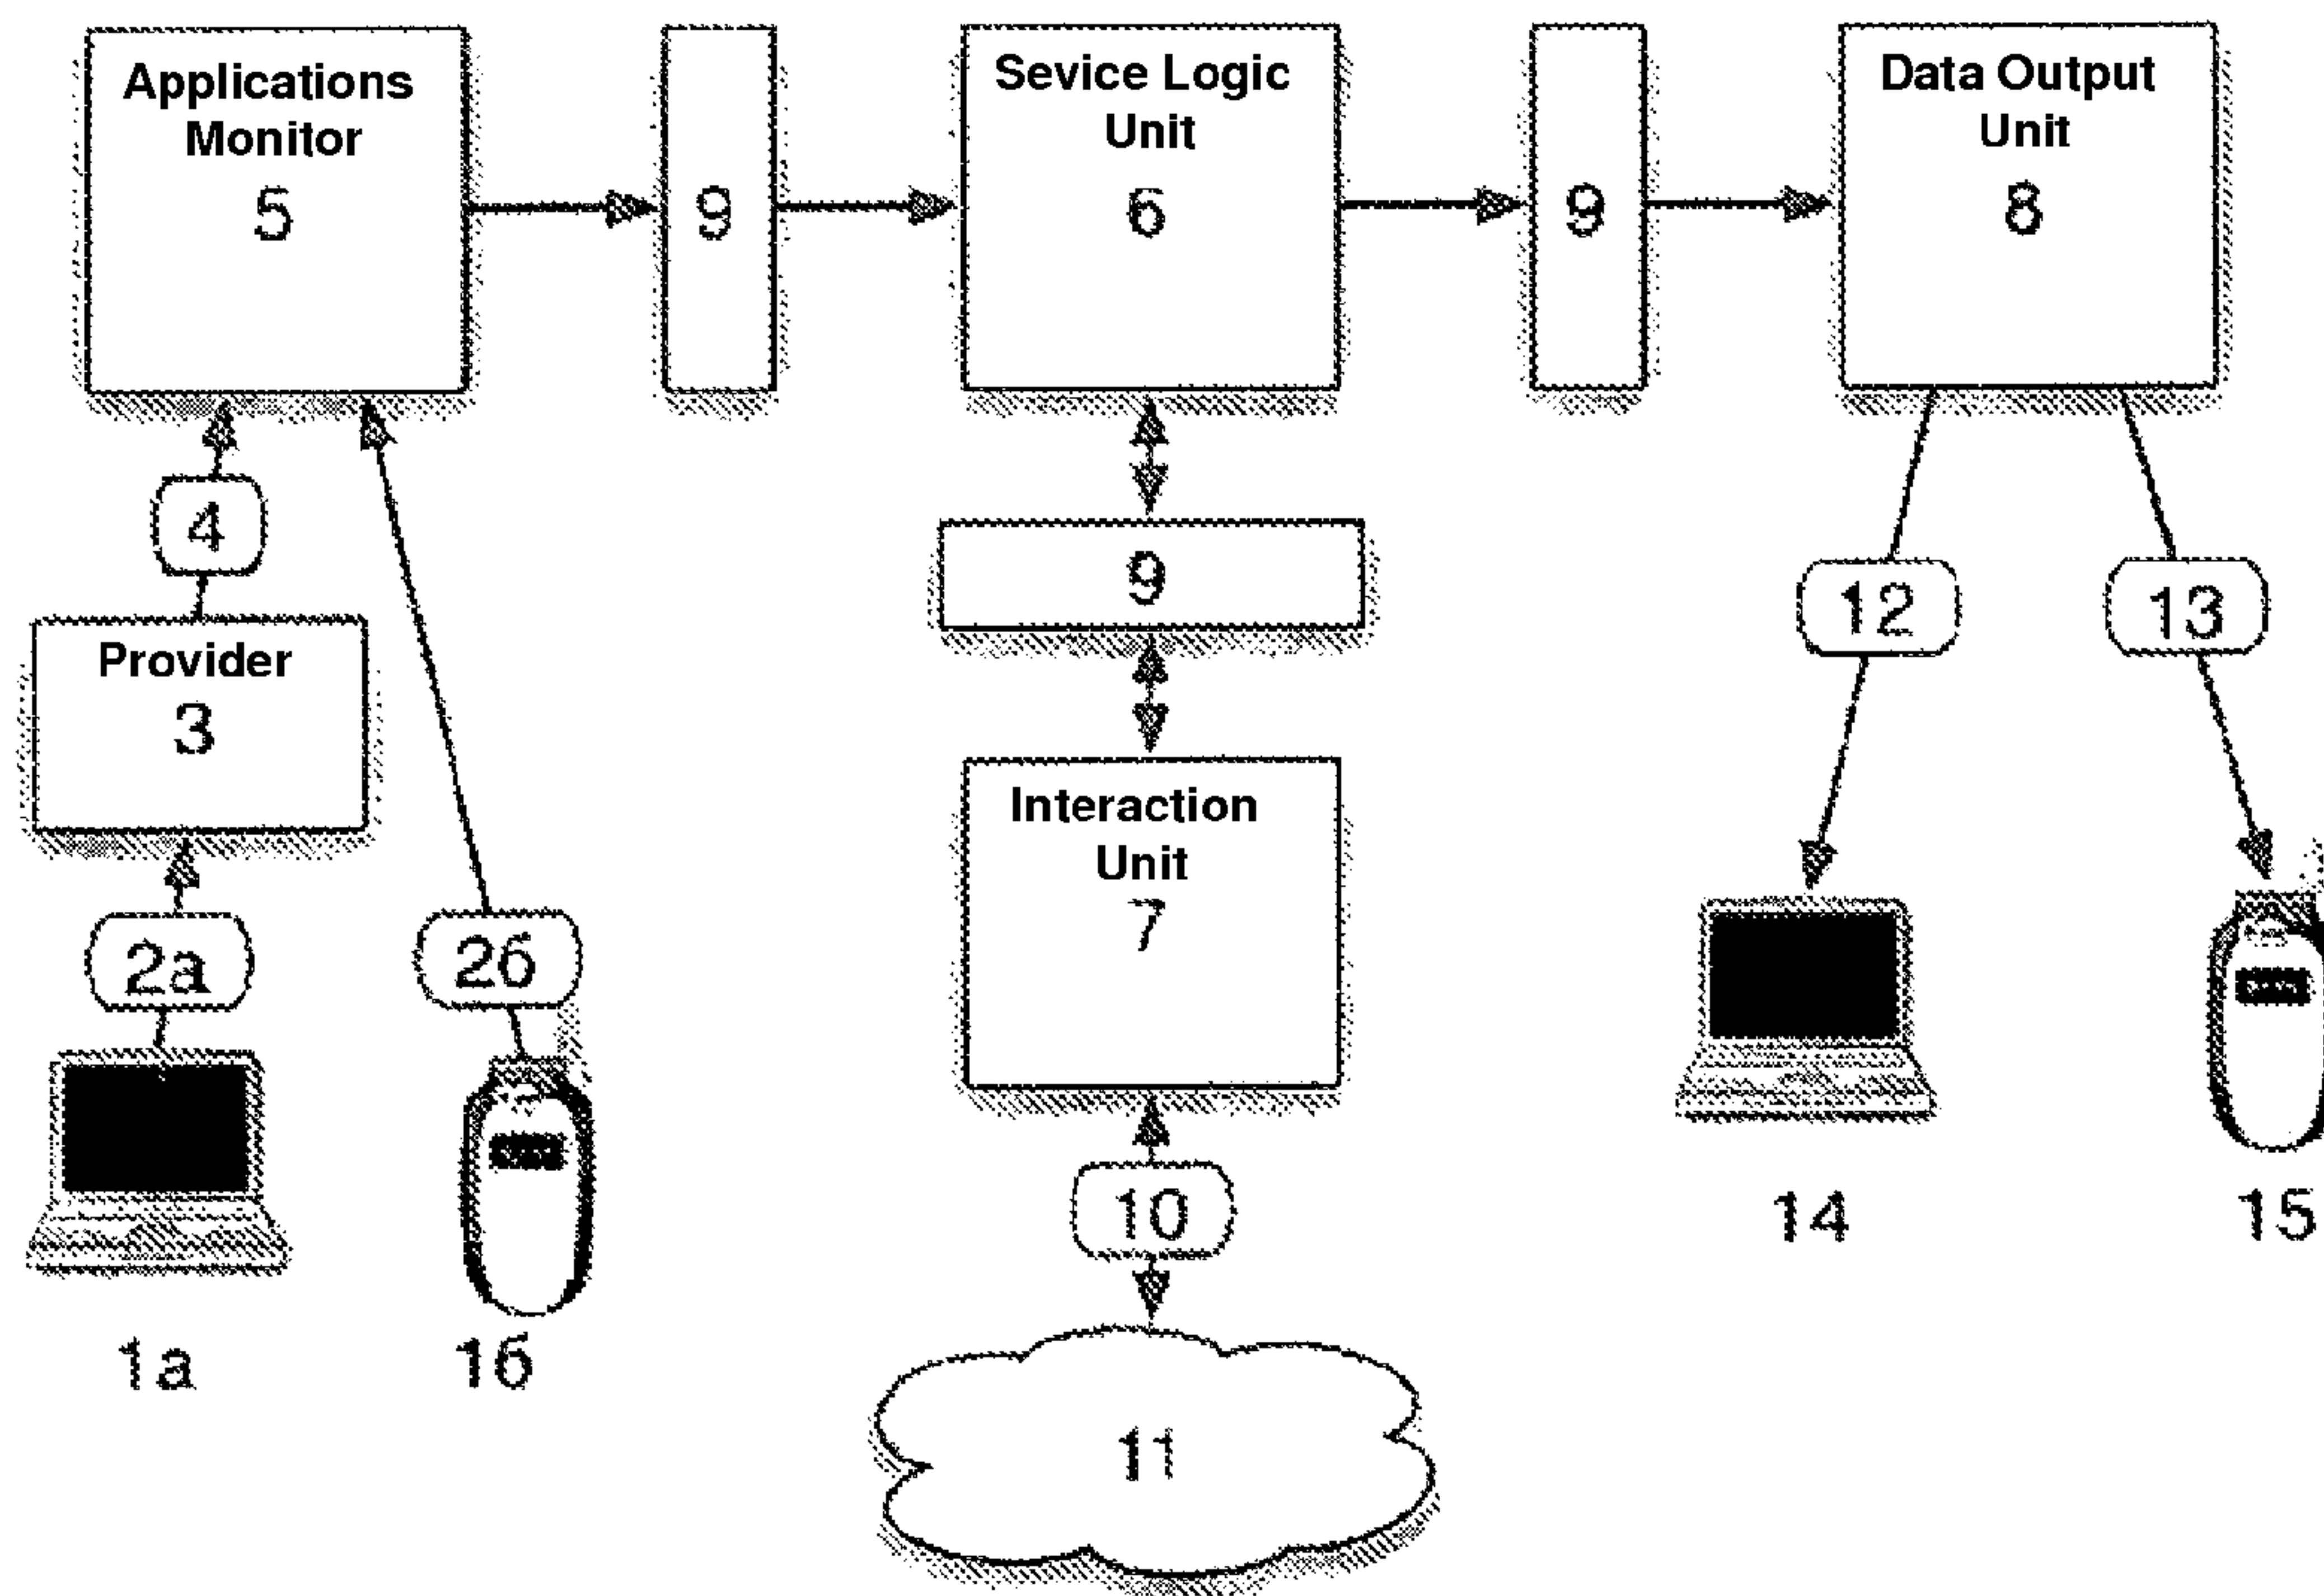 Applications
Monitor
5
9
Sevice Logic
Unit
6
9
Data Output
Unit
8
4
9
12
13
Provider
3
Interaction
Unit
7
2a
26
10
14
15
1a
16
11